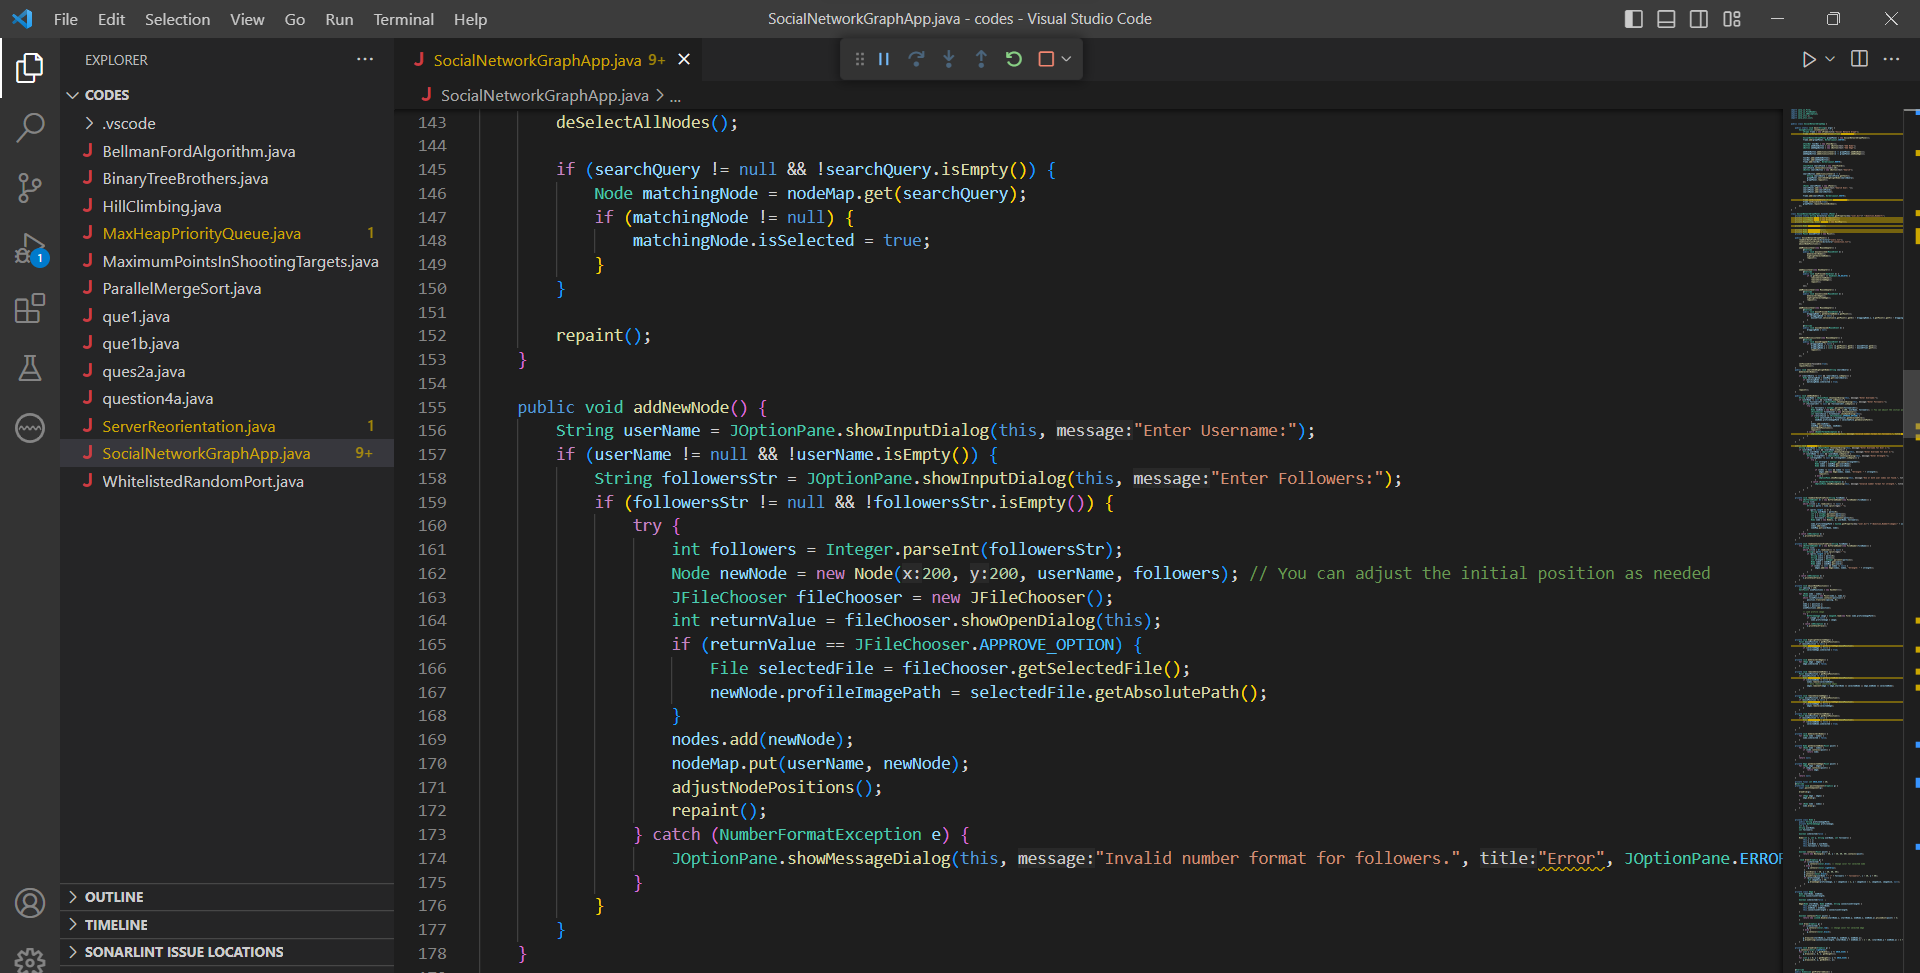 File Edit Selection View Go Run Terminal Help
SocialNetworkGraphApp.java - codes - Visual Studio Code
EXPLORER
CODES
.vscode
BellmanFordAlgorithm.java
BinaryTreeBrothers.java
HillClimbing.java
MaxHeapPriorityQueue.java 1
MaximumPointsInShootingTargets.java
ParallelMergeSort.java
que1.java
que1b.java
ques2a.java
question4a.java
ServerReorientation.java 1
SocialNetworkGraphApp.java 9+
WhitelistedRandomPort.java
OUTLINE
TIMELINE
SONARLINT ISSUE LOCATIONS
1
SocialNetworkGraphApp.java 9+
SocialNetworkGraphApp.java > ...
143 deSelectAllNodes();
144
145 if (searchQuery != null && !searchQuery.isEmpty()) {
146 Node matchingNode = nodeMap.get(searchQuery);
147 if (matchingNode != null) {
148 matchingNode.isSelected = true;
149 }
150 }
151
152 repaint();
153 }
154
155 public void addNewNode() {
156 String userName = JOptionPane.showInputDialog(this, message:"Enter Username:");
157 if (userName != null && !userName.isEmpty()) {
158 String followersStr = JOptionPane.showInputDialog(this, message:"Enter Followers:");
159 if (followersStr != null && !followersStr.isEmpty()) {
160 try {
161 int followers = Integer.parseInt(followersStr);
162 Node newNode = new Node(x:200, y:200, userName, followers); // You can adjust the initial position as needed
163 JFileChooser fileChooser = new JFileChooser();
164 int returnValue = fileChooser.showOpenDialog(this);
165 if (returnValue == JFileChooser.APPROVE_OPTION) {
166 File selectedFile = fileChooser.getSelectedFile();
167 newNode.profileImagePath = selectedFile.getAbsolutePath();
168 }
169 nodes.add(newNode);
170 nodeMap.put(userName, newNode);
171 adjustNodePositions();
172 repaint();
173 } catch (NumberFormatException e) {
174 JOptionPane.showMessageDialog(this, message:"Invalid number format for followers.", title:"Error", JOptionPane.ERROR
175 }
176 }
177 }
178 }